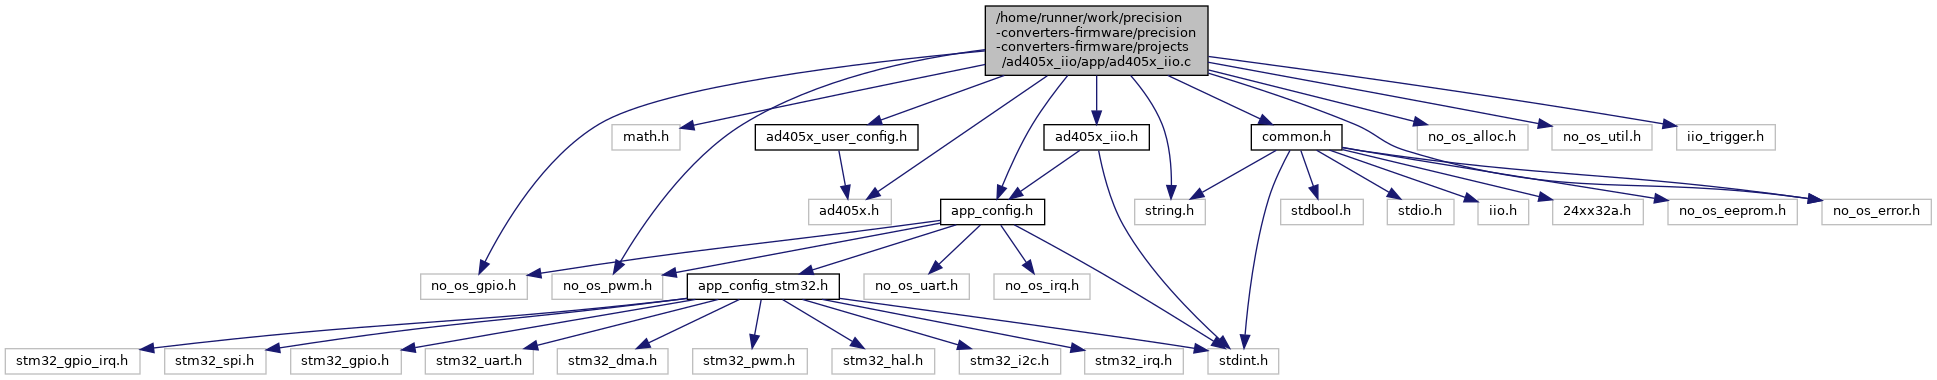 /home/runner/work/precision
-converters-firmware/precision
-converters-firmware/projects
/ad405x_iio/app/ad405x_iio.c
math.h
ad405x_user_config.h
ad405x_iio.h
common.h
no_os_alloc.h
no_os_util.h
iio_trigger.h
ad405x.h
app_config.h
string.h
stdbool.h
stdio.h
iio.h
24xx32a.h
no_os_eeprom.h
no_os_error.h
no_os_gpio.h
no_os_pwm.h
app_config_stm32.h
no_os_uart.h
no_os_irq.h
stm32_gpio_irq.h
stm32_spi.h
stm32_gpio.h
stm32_uart.h
stm32_dma.h
stm32_pwm.h
stm32_hal.h
stm32_i2c.h
stm32_irq.h
stdint.h